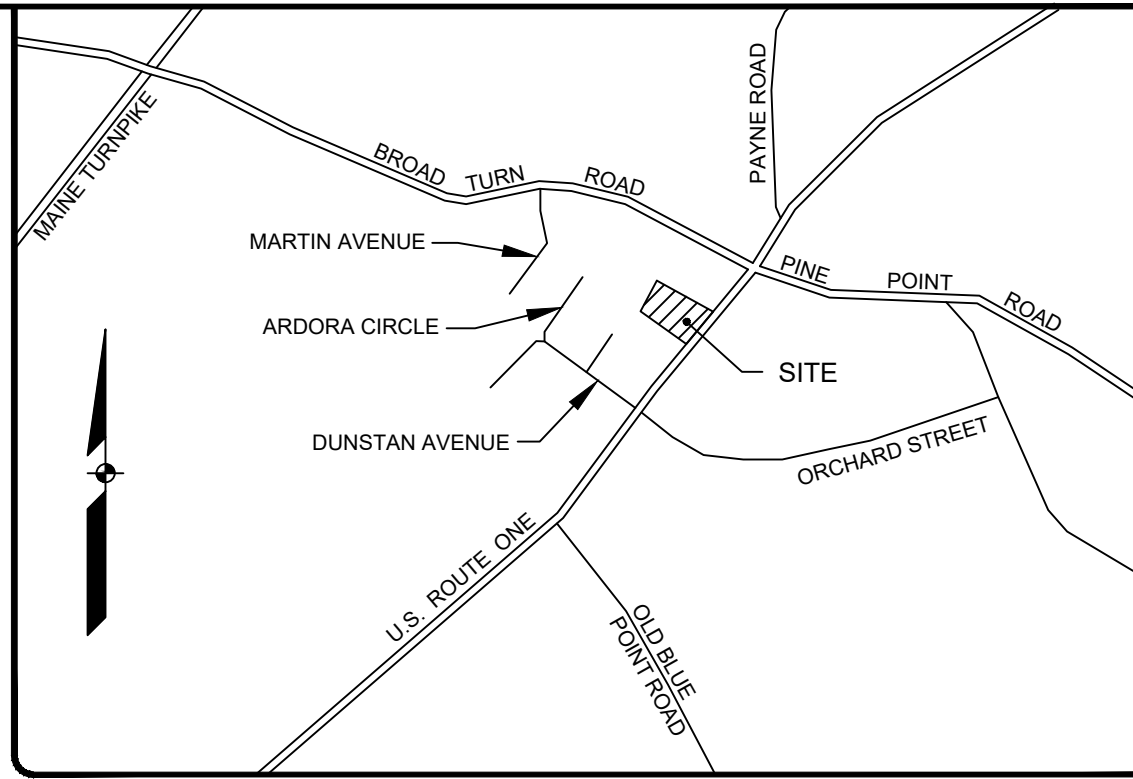 PAYNE ROAD
MAINE TURNPIKE
BROAD TURN ROAD
MARTIN AVENUE
PINE POINT ROAD
ARDORA CIRCLE
SITE
DUNSTAN AVENUE
ORCHARD STREET
U.S. ROUTE ONE
OLD BLUE
POINT ROAD